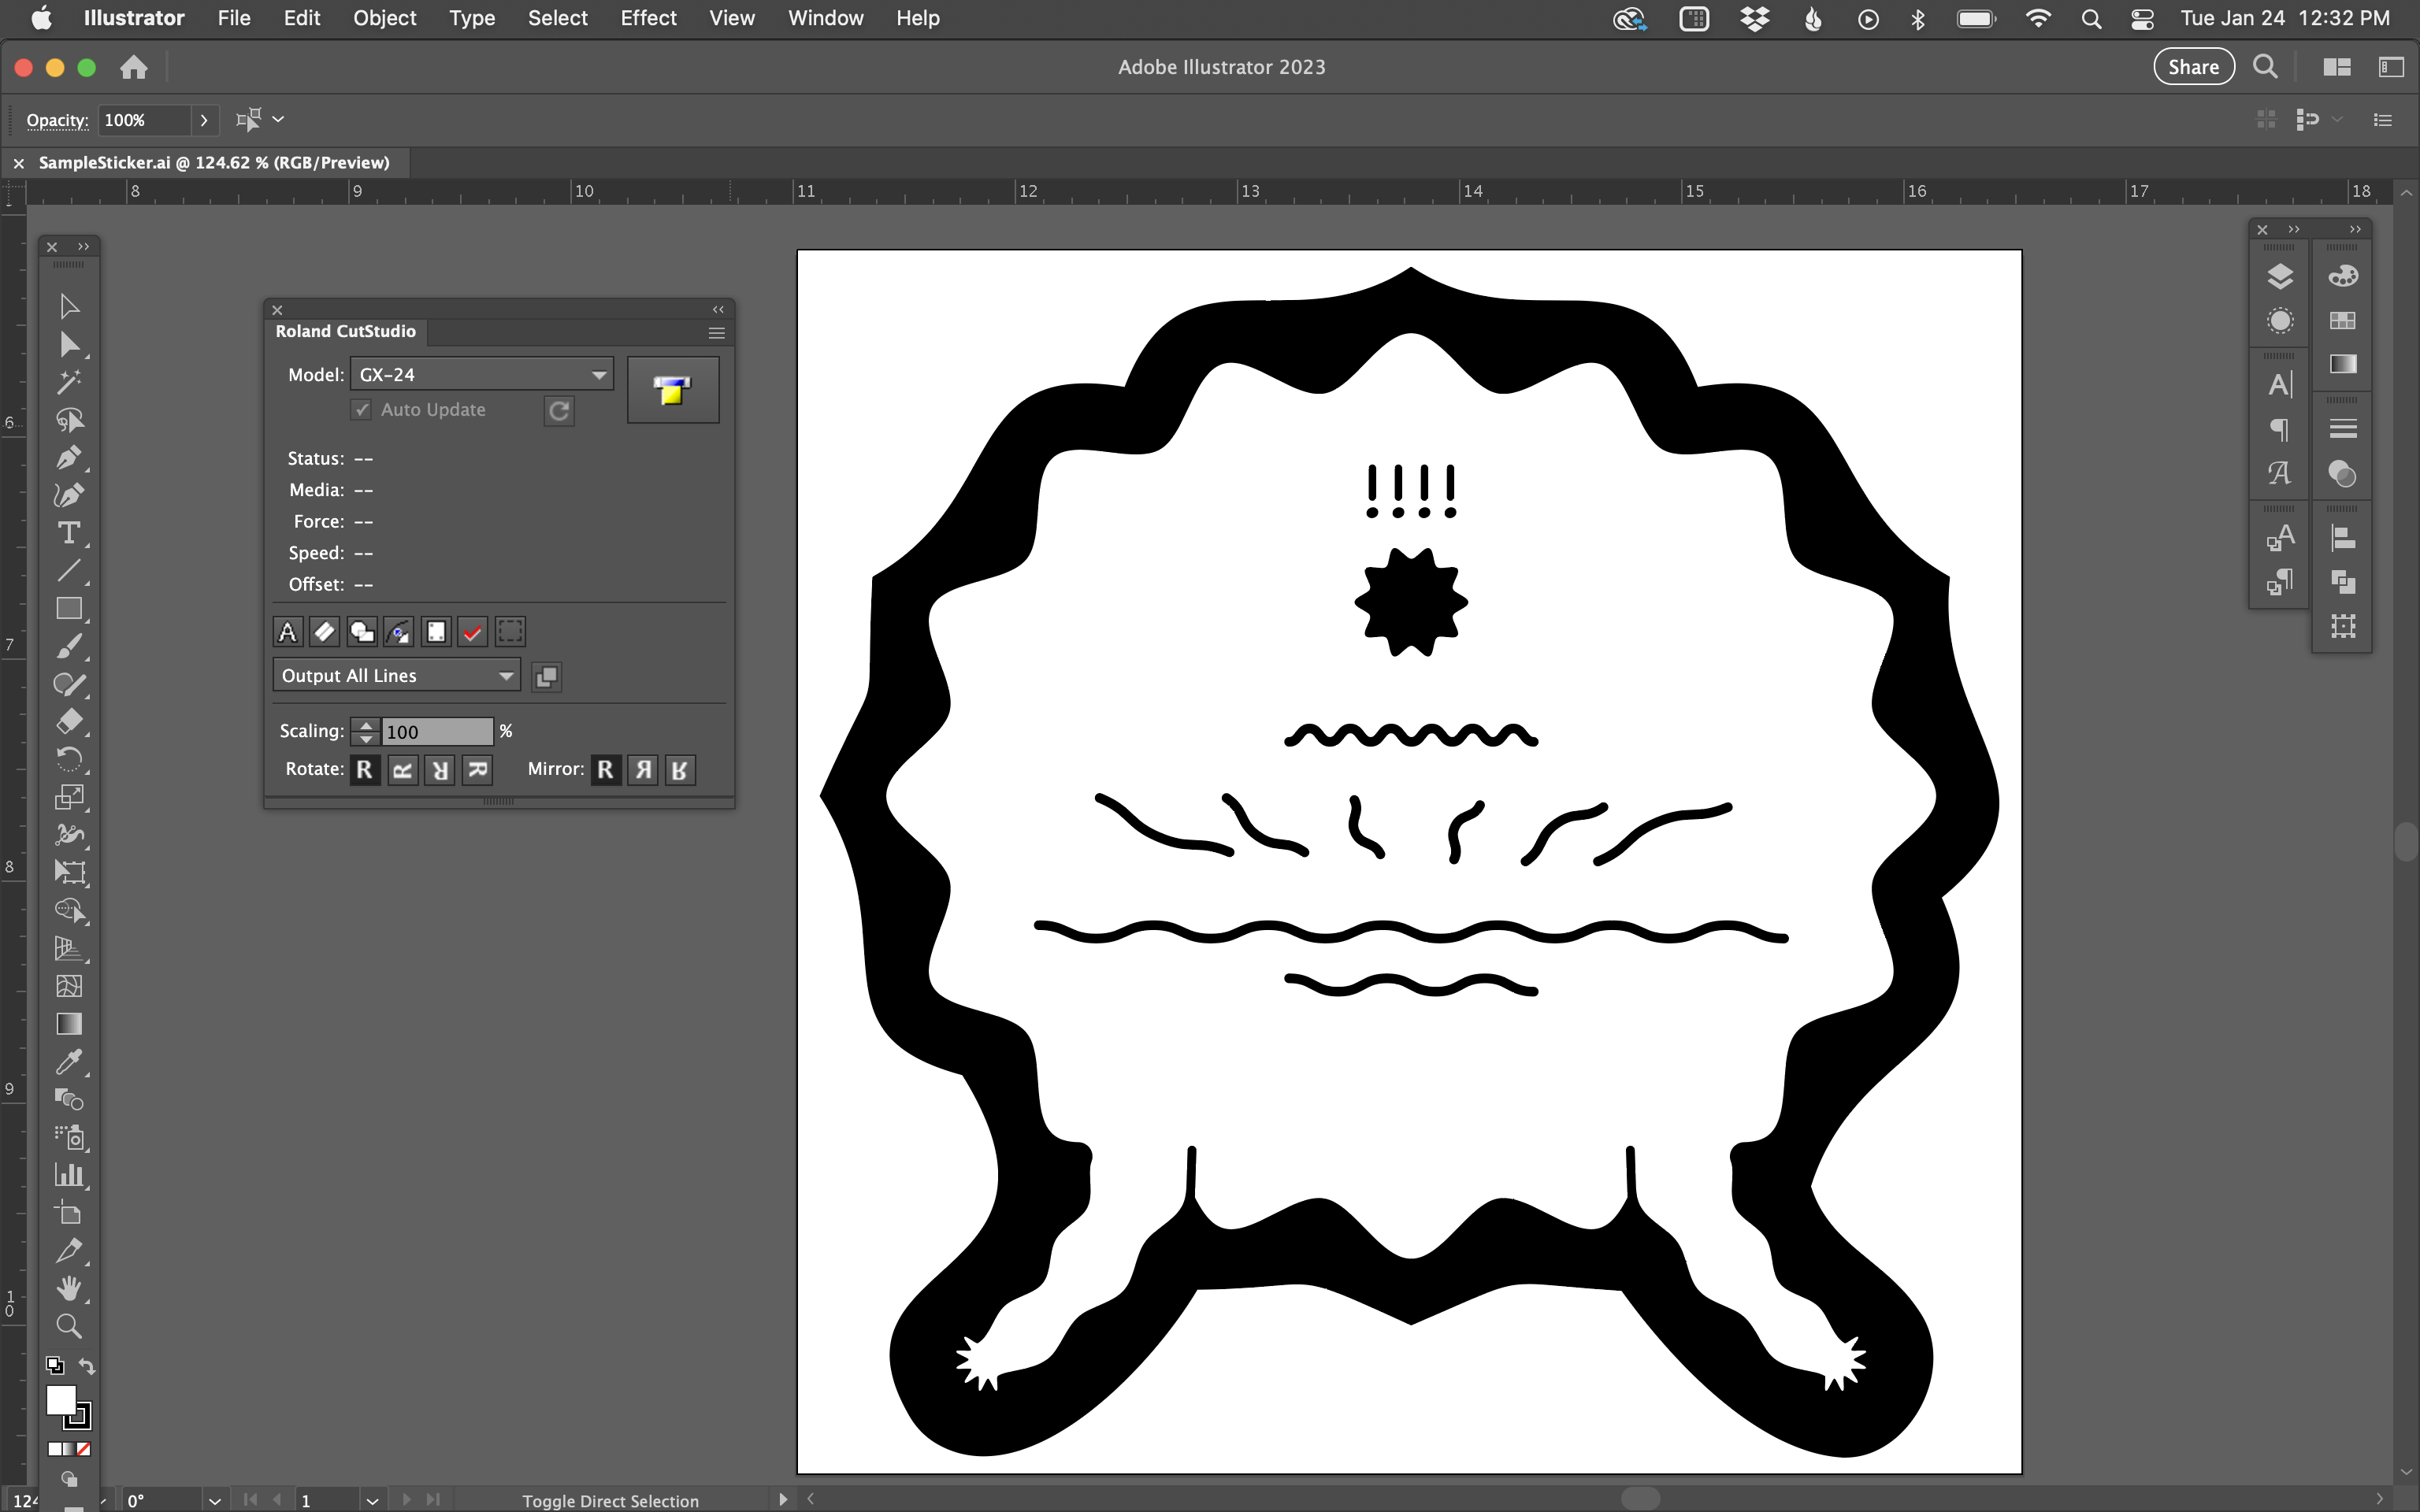 Illustrator File Edit Object Type Select Effect View Window Help Tue Jan 24 12:32 PM
Adobe Illustrator 2023 Share
Opacity: 100%
SampleSticker.ai @ 124.62 % (RGB/Preview)
8 9 10 11 12 13 14 15 16 17 18
6
7
8
9
10
Roland CutStudio
Model: GX-24
Auto Update
Status: --
Media: --
Force: --
Speed: --
Offset: --
Output All Lines
Scaling: 100 %
Rotate: R R R R Mirror: R R R
!!!!
124 0° 1 Toggle Direct Selection